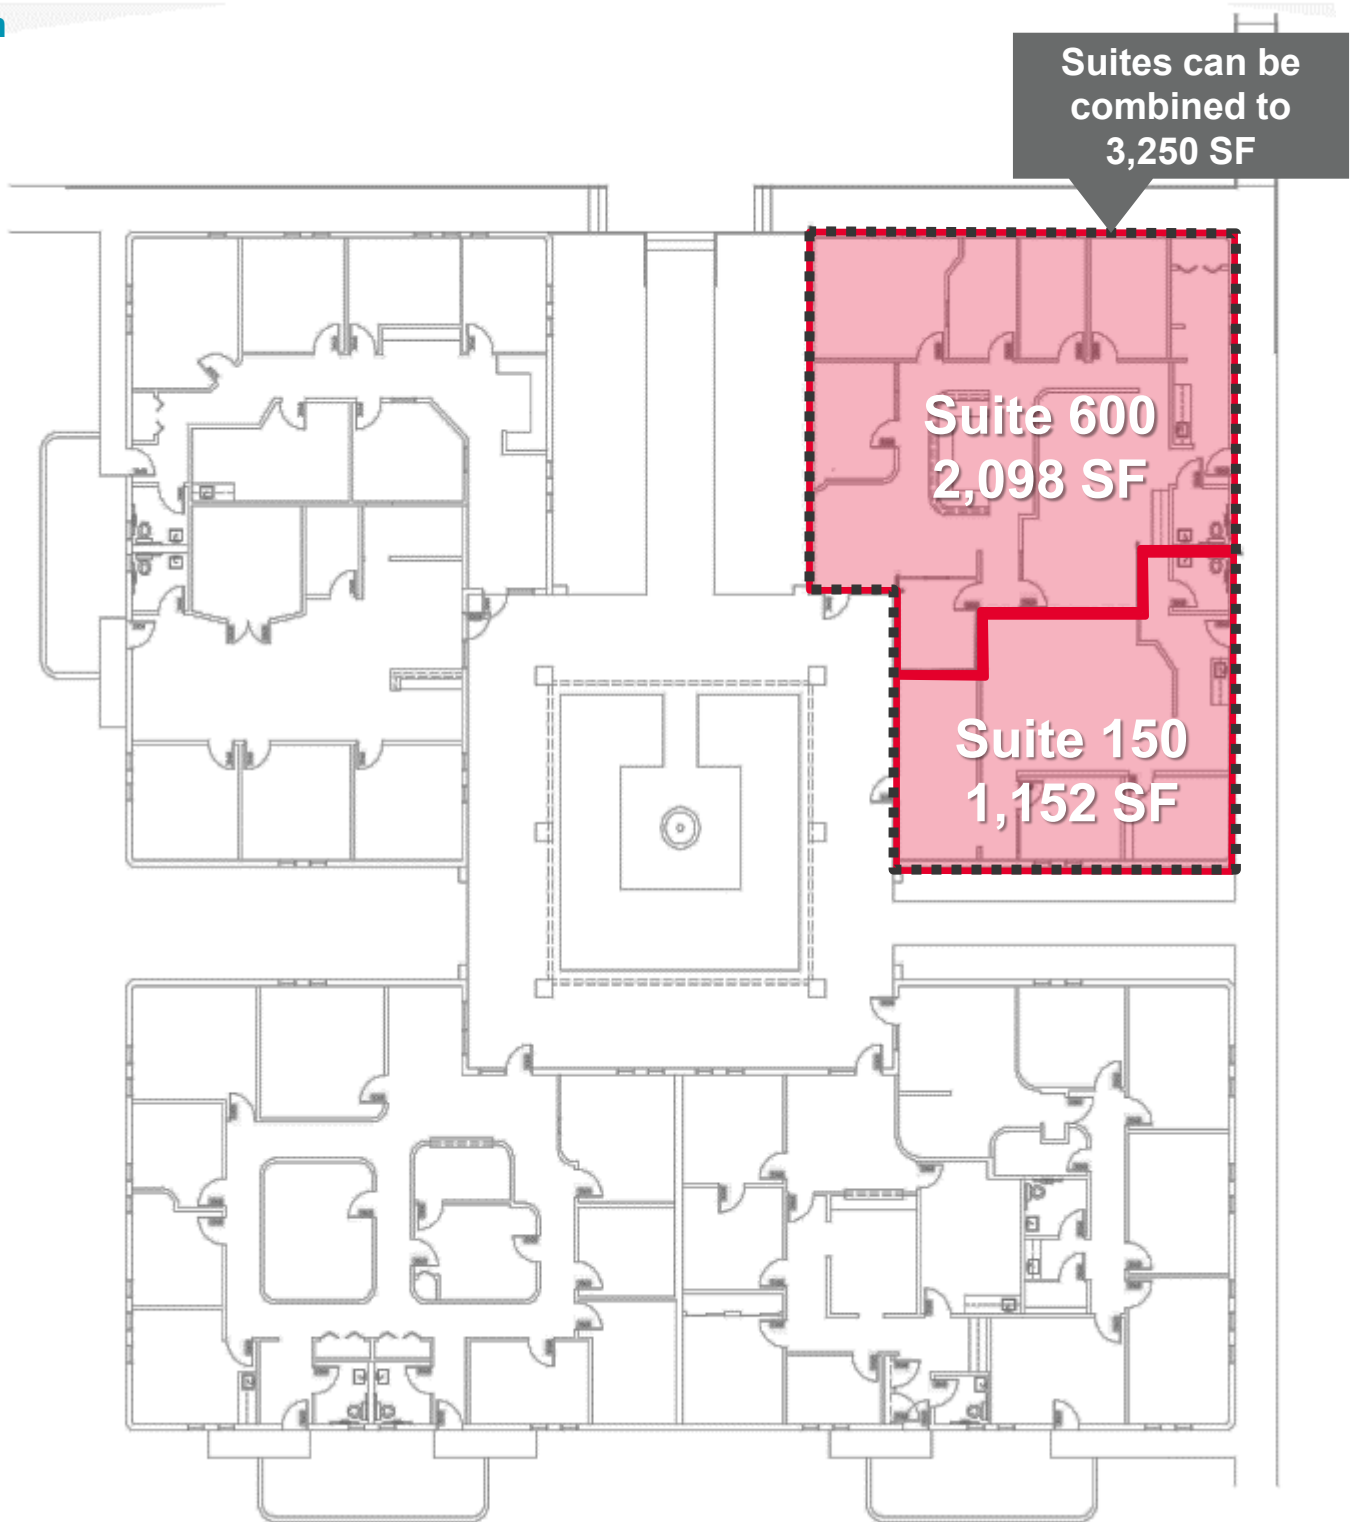 Suites can be
combined to
3,250 SF
Suite 600
2,098 SF
Suite 150
1,152 SF